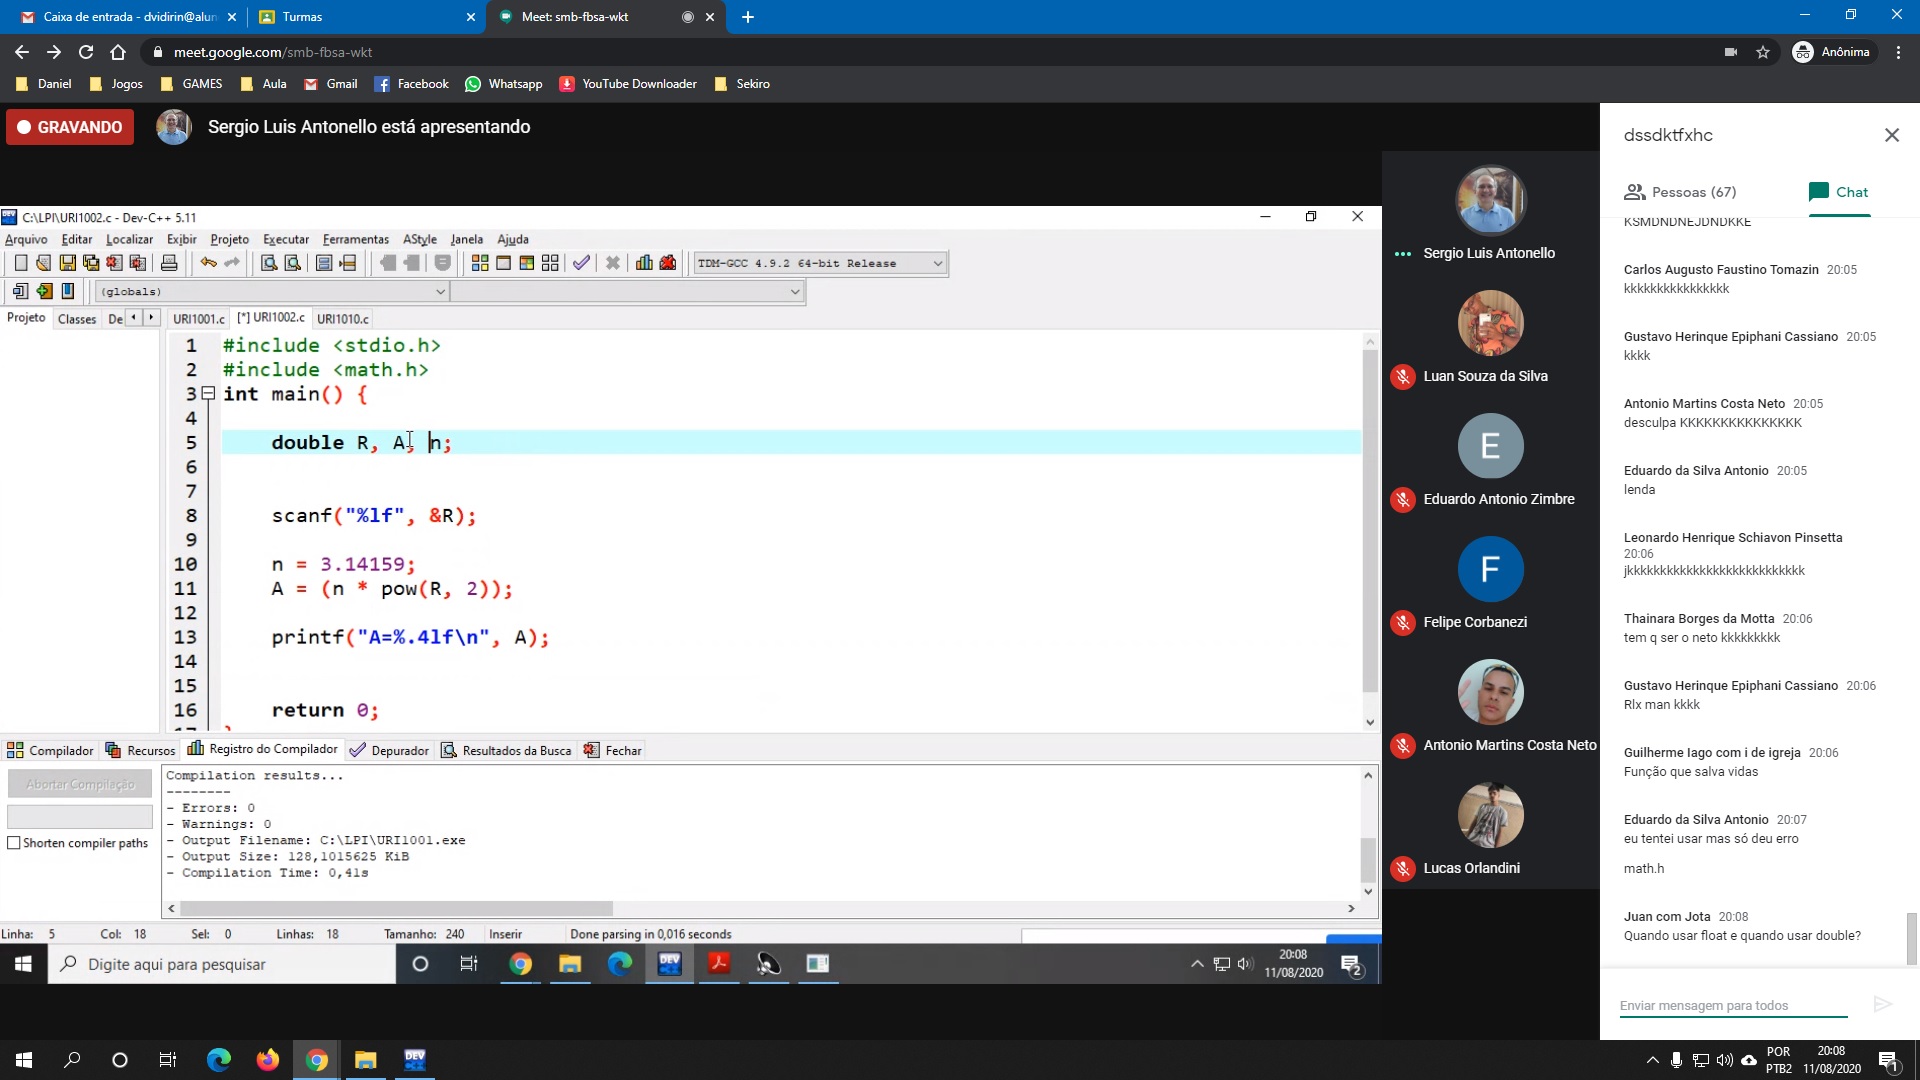 Caixa de entrada - dvidirin@alun
Turmas
Meet: smb-fbsa-wkt
meet.google.com/smb-fbsa-wkt
Anônima
Daniel
Jogos
GAMES
Aula
Gmail
Facebook
Whatsapp
YouTube Downloader
Sekiro
GRAVANDO
Sergio Luis Antonello está apresentando
C:\LPI\URI1002.c - Dev-C++ 5.11
Arquivo Editar Localizar Exibir Projeto Executar Ferramentas AStyle Janela Ajuda
TDM-GCC 4.9.2 64-bit Release
(globals)
Projeto Classes De
URI1001.c [*] URI1002.c URI1010.c
1 #include <stdio.h>
2 #include <math.h>
3 int main() {
4
5 double R, A, n;
6
7
8 scanf("%lf", &R);
9
10 n = 3.14159;
11 A = (n * pow(R, 2));
12
13 printf("A=%.4lf\n", A);
14
15
16 return 0;
Compilador Recursos Registro do Compilador Depurador Resultados da Busca Fechar
Abortar Compilação
Shorten compiler paths
Compilation results...
--------
- Errors: 0
- Warnings: 0
- Output Filename: C:\LPI\URI1001.exe
- Output Size: 128,1015625 KiB
- Compilation Time: 0,41s
Linha: 5 Col: 18 Sel: 0 Linhas: 18 Tamanho: 240 Inserir Done parsing in 0,016 seconds
Digite aqui para pesquisar
DEV
20:08
11/08/2020
2
Sergio Luis Antonello
Luan Souza da Silva
E
Eduardo Antonio Zimbre
F
Felipe Corbanezi
Antonio Martins Costa Neto
Lucas Orlandini
dssdktfxhc
Pessoas (67)
Chat
KSMDNDNEJDNDKKE
Carlos Augusto Faustino Tomazin 20:05
kkkkkkkkkkkkkkkk
Gustavo Herinque Epiphani Cassiano 20:05
kkkk
Antonio Martins Costa Neto 20:05
desculpa KKKKKKKKKKKKKKK
Eduardo da Silva Antonio 20:05
lenda
Leonardo Henrique Schiavon Pinsetta
20:06
jkkkkkkkkkkkkkkkkkkkkkkkkkk
Thainara Borges da Motta 20:06
tem q ser o neto kkkkkkkkk
Gustavo Herinque Epiphani Cassiano 20:06
Rlx man kkkk
Guilherme Iago com i de igreja 20:06
Função que salva vidas
Eduardo da Silva Antonio 20:07
eu tentei usar mas só deu erro
math.h
Juan com Jota 20:08
Quando usar float e quando usar double?
Enviar mensagem para todos
DEV
POR
PTB2
20:08
11/08/2020
1